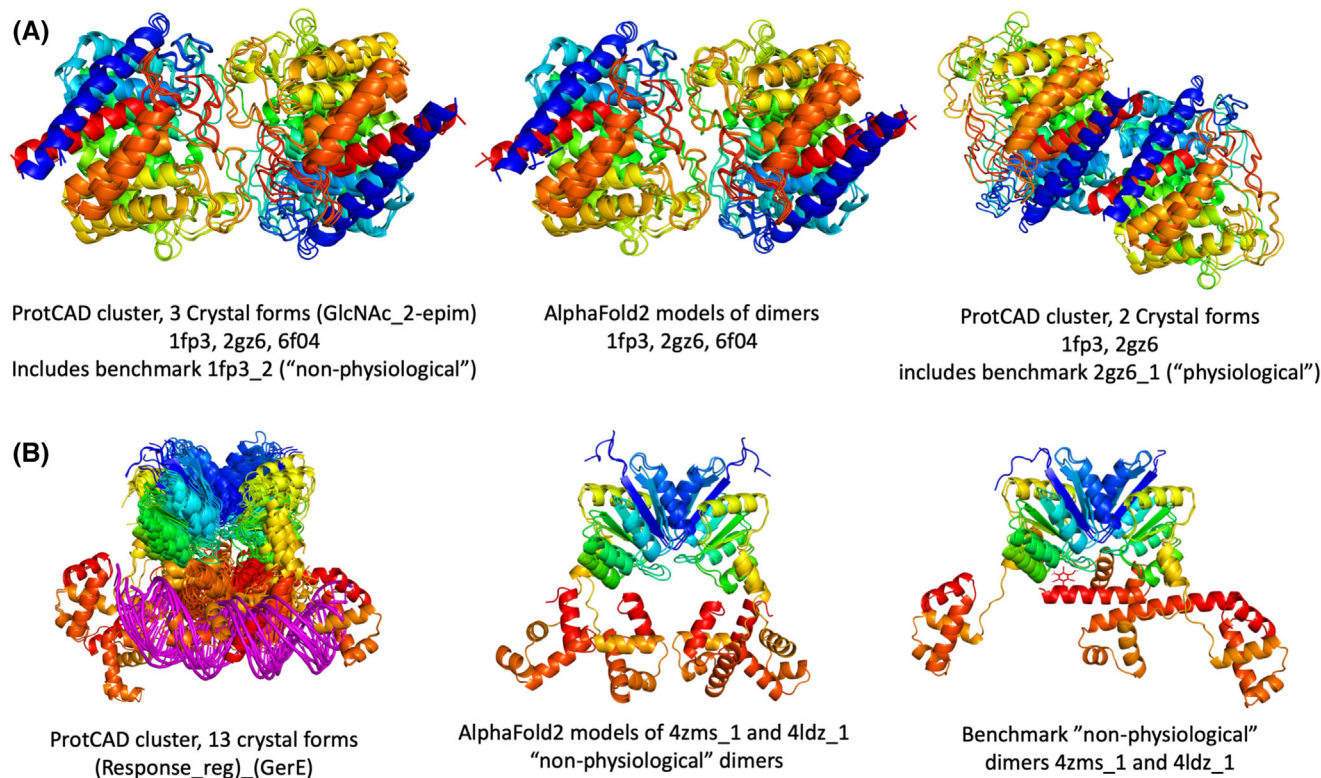 (A)
ProtCAD cluster, 3 Crystal forms (GlcNAc_2-epim)
1fp3, 2gz6, 6f04
Includes benchmark 1fp3_2 (“non-physiological”)
AlphaFold2 models of dimers
1fp3, 2gz6, 6f04
ProtCAD cluster, 2 Crystal forms
1fp3, 2gz6
includes benchmark 2gz6_1 (“physiological”)
(B)
ProtCAD cluster, 13 crystal forms
(Response_reg)_(GerE)
AlphaFold2 models of 4zms_1 and 4ldz_1
“non-physiological” dimers
Benchmark ”non-physiological”
dimers 4zms_1 and 4ldz_1